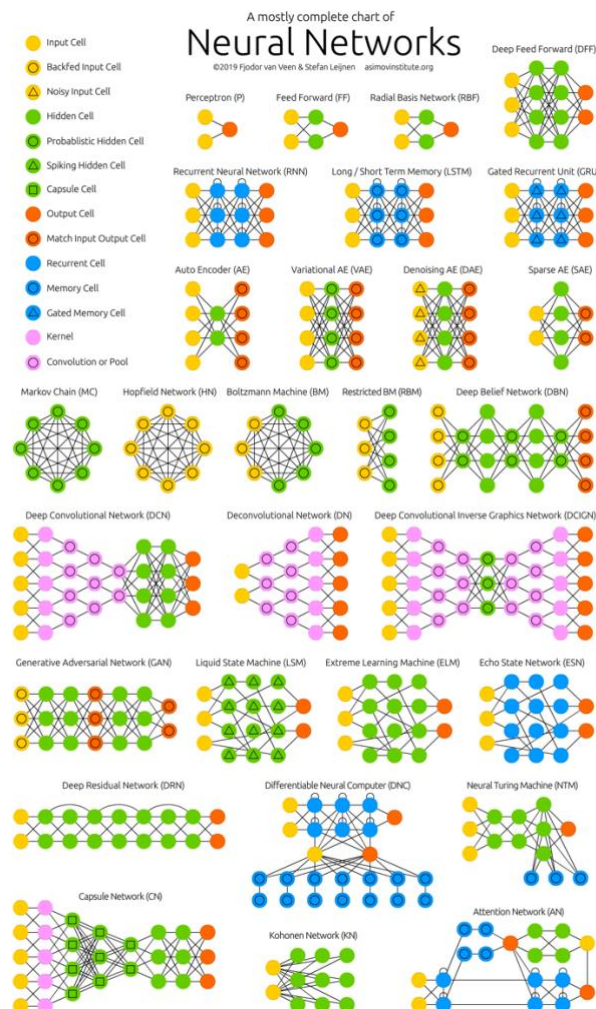 A mostly complete chart of
Neural Networks
©2019 Fjodor van Veen & Stefan Leijnen asimovinstitute.org
Input Cell
Backfed Input Cell
Noisy Input Cell
Hidden Cell
Probablistic Hidden Cell
Spiking Hidden Cell
Capsule Cell
Output Cell
Match Input Output Cell
Recurrent Cell
Memory Cell
Gated Memory Cell
Kernel
Convolution or Pool
Perceptron (P)
Feed Forward (FF)
Radial Basis Network (RBF)
Deep Feed Forward (DFF)
Recurrent Neural Network (RNN)
Long / Short Term Memory (LSTM)
Gated Recurrent Unit (GRU
Auto Encoder (AE)
Variational AE (VAE)
Denoising AE (DAE)
Sparse AE (SAE)
Markov Chain (MC)
Hopfield Network (HN)
Boltzmann Machine (BM)
Restricted BM (RBM)
Deep Belief Network (DBN)
Deep Convolutional Network (DCN)
Deconvolutional Network (DN)
Deep Convolutional Inverse Graphics Network (DCIGN)
Generative Adversarial Network (GAN)
Liquid State Machine (LSM)
Extreme Learning Machine (ELM)
Echo State Network (ESN)
Deep Residual Network (DRN)
Differentiable Neural Computer (DNC)
Neural Turing Machine (NTM)
Capsule Network (CN)
Kohonen Network (KN)
Attention Network (AN)